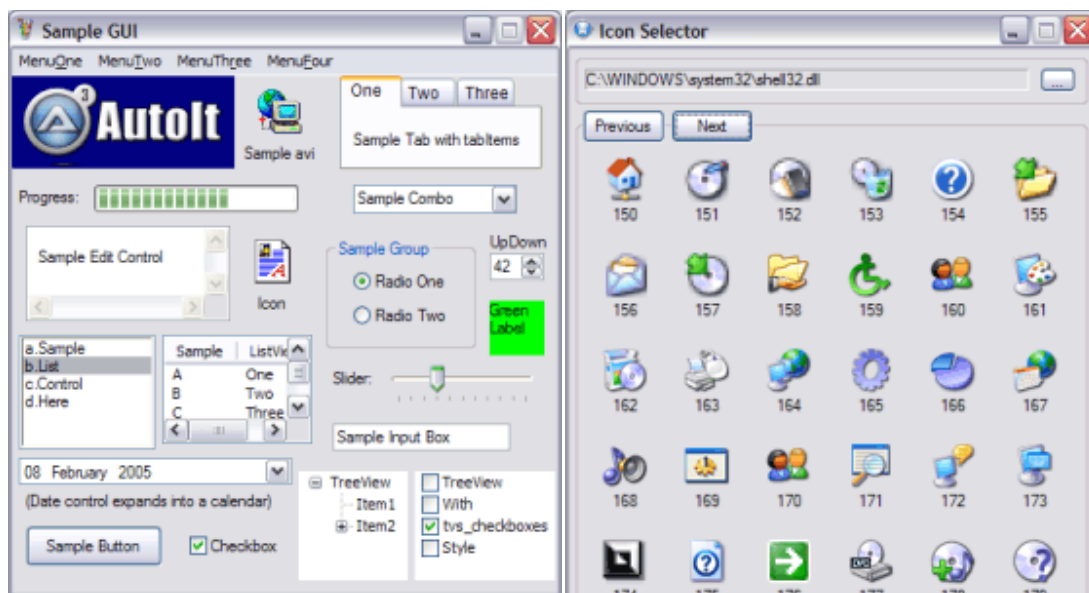 Sample GUI
MenuOne MenuTwo MenuThree MenuFour
3
AutoIt
Sample avi
One Two Three
Sample Tab with tabItems
Progress:
Sample Combo
Sample Edit Control
Icon
Sample Group
Radio One
Radio Two
UpDown
42
Green
Label
a.Sample
b.List
c.Control
d.Here
Sample ListVie
A One
B Two
C Three
Slider:
Sample Input Box
08 February 2005
(Date control expands into a calendar)
Sample Button
Checkbox
TreeView
Item1
Item2
TreeView
With
tvs_checkboxes
Style
Icon Selector
C:\WINDOWS\system32\shell32.dll
...
Previous Next
150 151 152 153 154 155
156 157 158 159 160 161
162 163 164 165 166 167
168 169 170 171 172 173